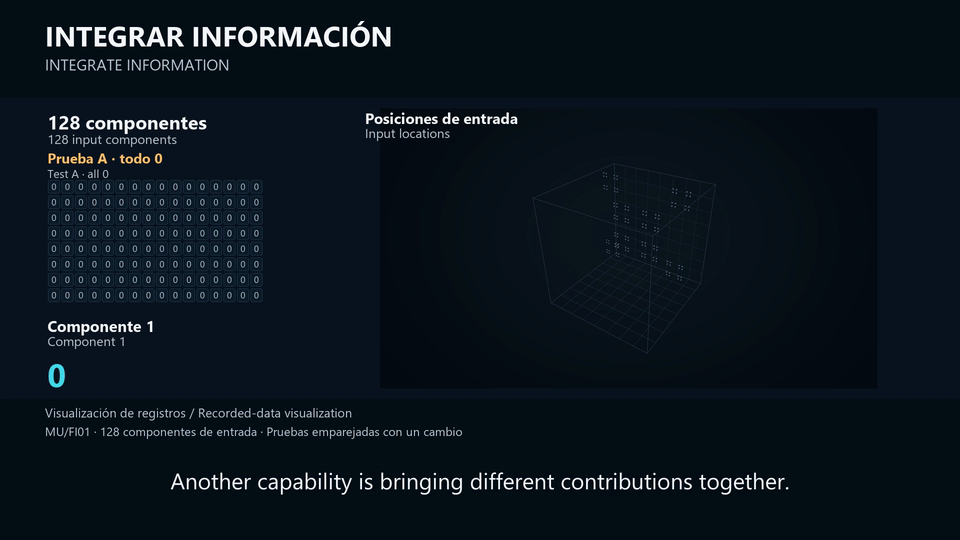 INTEGRAR INFORMACIÓN
INTEGRATE INFORMATION
128 componentes
128 input components
Prueba A · todo 0
Test A · all 0
0 0 0 0 0 0 0 0 0 0 0 0 0 0 0 0
0 0 0 0 0 0 0 0 0 0 0 0 0 0 0 0
0 0 0 0 0 0 0 0 0 0 0 0 0 0 0 0
0 0 0 0 0 0 0 0 0 0 0 0 0 0 0 0
0 0 0 0 0 0 0 0 0 0 0 0 0 0 0 0
0 0 0 0 0 0 0 0 0 0 0 0 0 0 0 0
0 0 0 0 0 0 0 0 0 0 0 0 0 0 0 0
0 0 0 0 0 0 0 0 0 0 0 0 0 0 0 0
Componente 1
Component 1
0
Posiciones de entrada
Input locations
Visualización de registros / Recorded-data visualization
MU/FI01 · 128 componentes de entrada · Pruebas emparejadas con un cambio
Another capability is bringing different contributions together.